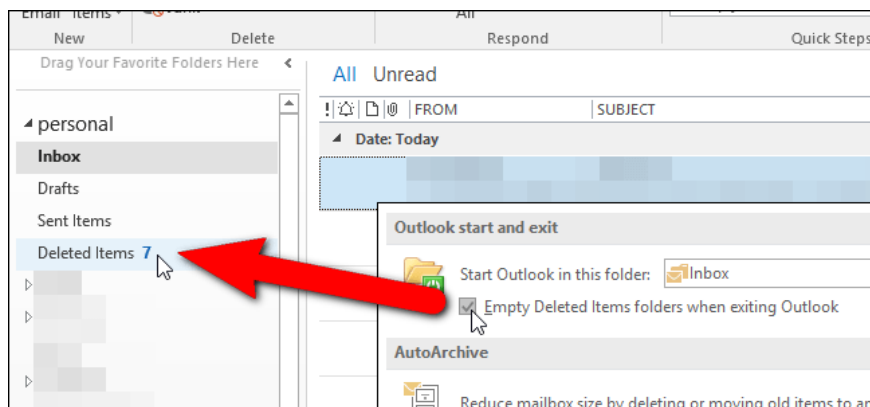 Email Items
All
New Delete Respond Quick Steps
Drag Your Favorite Folders Here
All Unread
! FROM SUBJECT
personal
Date: Today
Inbox
Drafts
Sent Items
Deleted Items 7
Outlook start and exit
Start Outlook in this folder: Inbox
Empty Deleted Items folders when exiting Outlook
AutoArchive
Reduce mailbox size by deleting or moving old items to